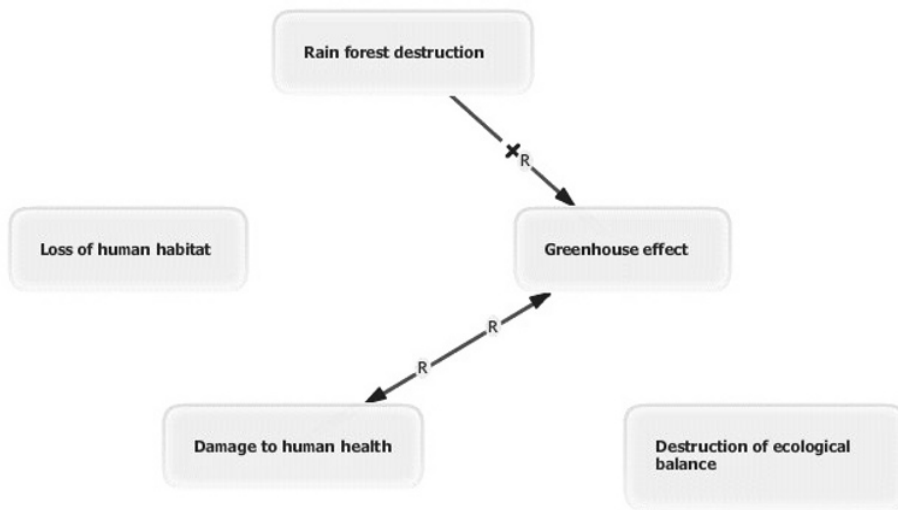 Rain forest destruction
R
Loss of human habitat
Greenhouse effect
R
R
Damage to human health
Destruction of ecological
balance